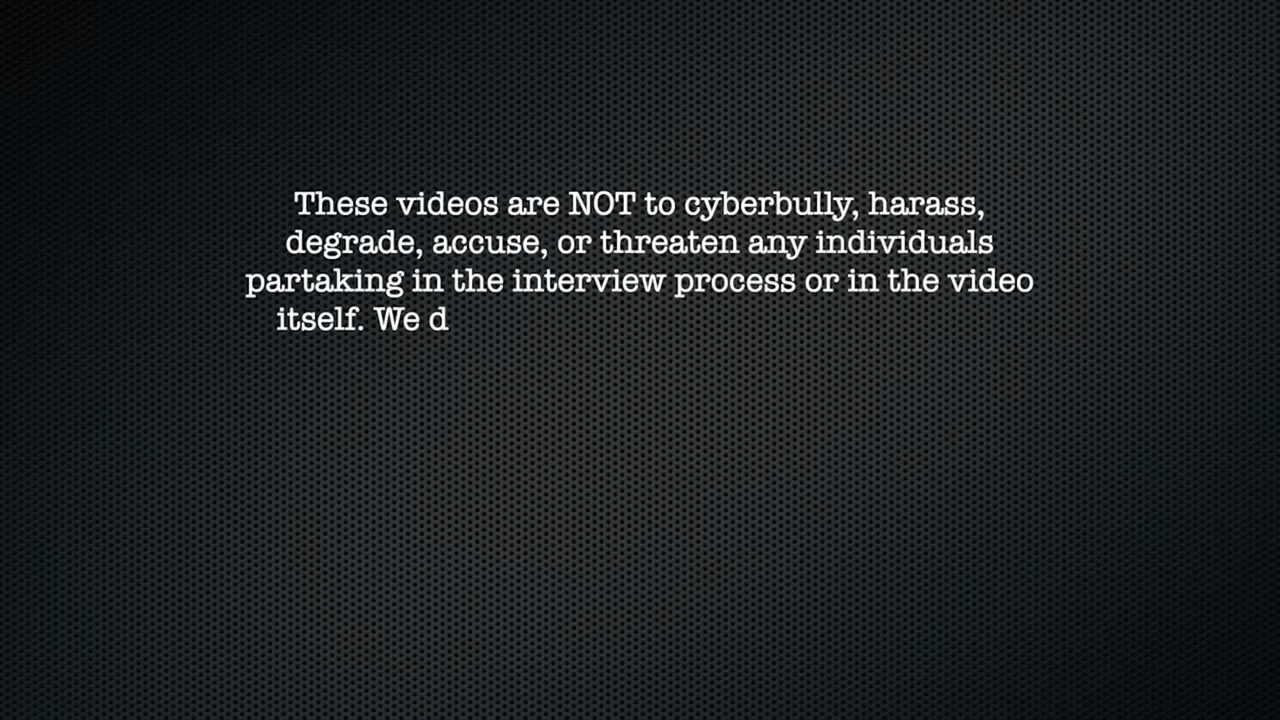 These videos are NOT to cyberbully, harass,
degrade, accuse, or threaten any individuals
partaking in the interview process or in the video
itself. We d